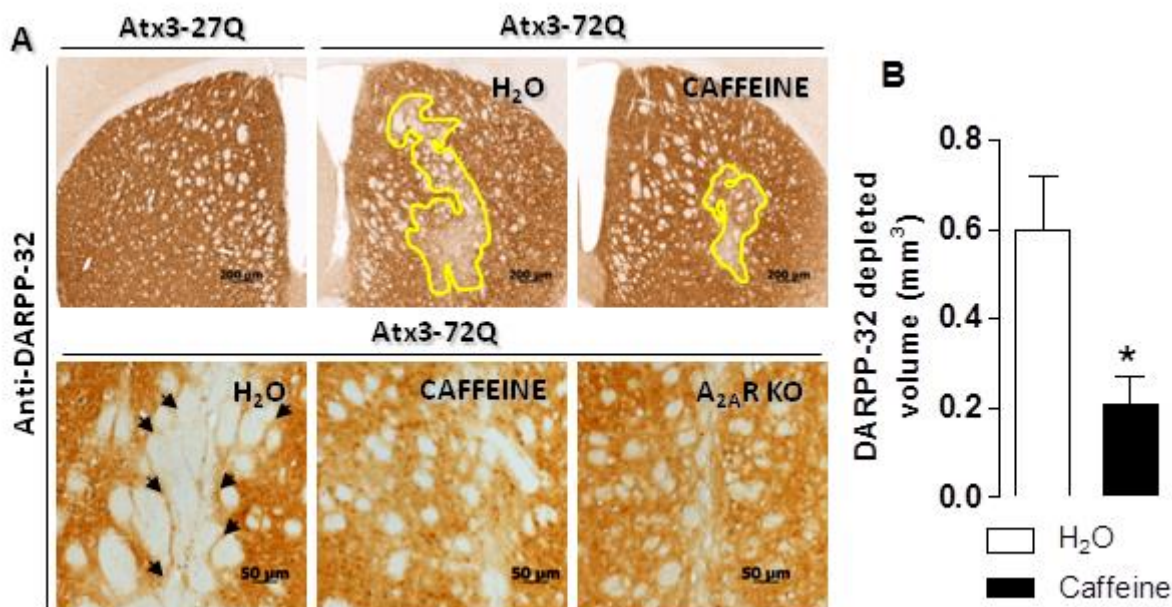 A
Atx3-27Q
Atx3-72Q
Anti-DARPP-32
H₂O
CAFFEINE
200 µm
200 µm
200 µm
Atx3-72Q
H₂O
CAFFEINE
A₂ₐR KO
50 µm
50 µm
50 µm
B
DARPP-32 depleted
volume (mm³)
0.8
0.6
0.4
0.2
0.0
*
H₂O
Caffeine